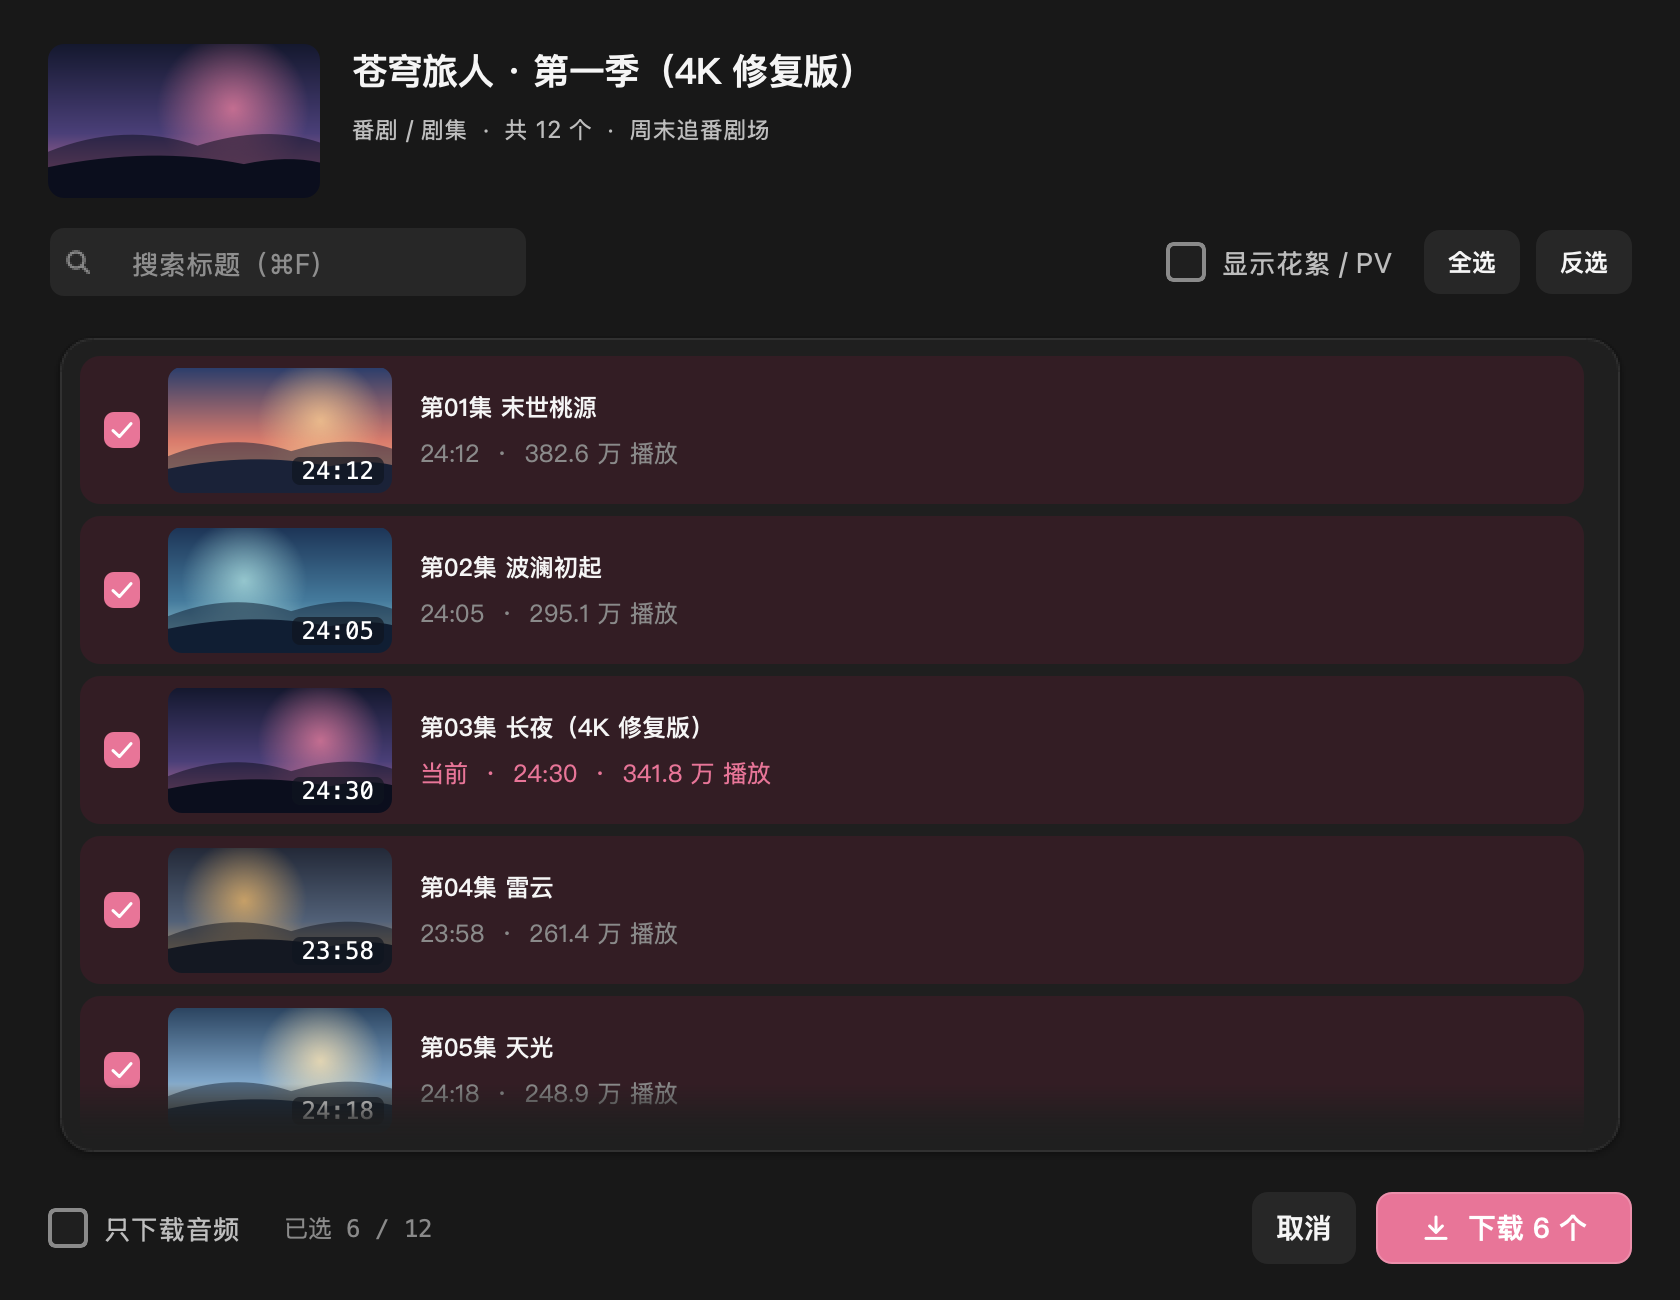 苍穹旅人 · 第一季（4K 修复版）
番剧 / 剧集 · 共 12 个 · 周末追番剧场
搜索标题（⌘F）
显示花絮 / PV
全选
反选
第01集 末世桃源
24:12 · 382.6 万 播放
24:12
第02集 波澜初起
24:05 · 295.1 万 播放
24:05
第03集 长夜（4K 修复版）
当前 · 24:30 · 341.8 万 播放
24:30
第04集 雷云
23:58 · 261.4 万 播放
23:58
第05集 天光
24:18 · 248.9 万 播放
24:18
只下载音频
已选 6 / 12
取消
下载 6 个